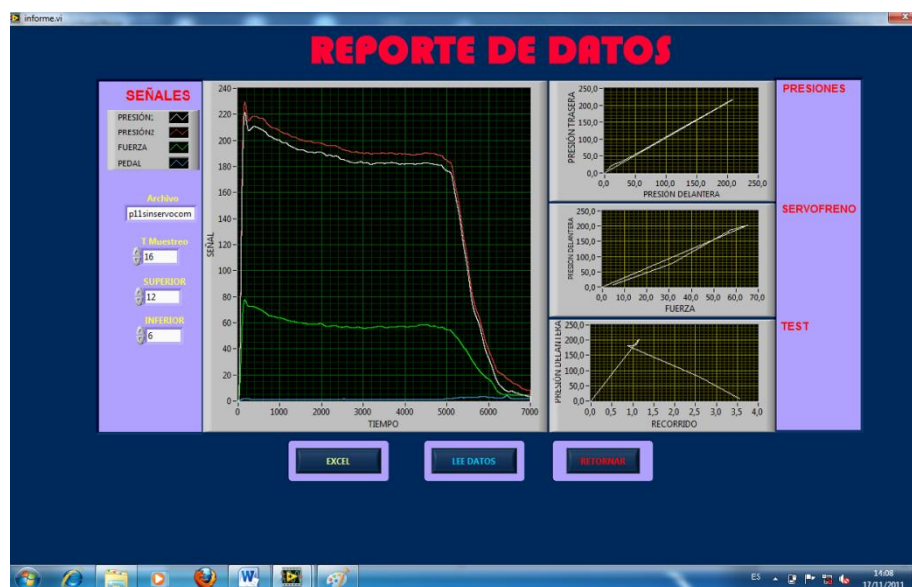 informe.vi
REPORTE DE DATOS
SEÑALES
PRESIÓN1
PRESIÓN2
FUERZA
PEDAL
Archivo
p11sinservocom
T Muestreo
16
SUPERIOR
12
INFERIOR
6
240
220
200
180
160
140
120
100
80
60
40
20
0
SEÑAL
0 1000 2000 3000 4000 5000 6000 7000
TIEMPO
PRESIÓN TRASERA
250,0
200,0
150,0
100,0
50,0
0,0
0,0 50,0 100,0 150,0 200,0 250,0
PRESIÓN DELANTERA
PRESIONES
PRESIÓN DELANTERA
250,0
200,0
150,0
100,0
50,0
0,0
0,0 10,0 20,0 30,0 40,0 50,0 60,0 70,0
FUERZA
SERVOFRENO
PRESIÓN DELANTERA
250,0
200,0
150,0
100,0
50,0
0,0
0,0 0,5 1,0 1,5 2,0 2,5 3,0 3,5 4,0
RECORRIDO
TEST
EXCEL
LEE DATOS
RETORNAR
ES
14:08
17/11/2011